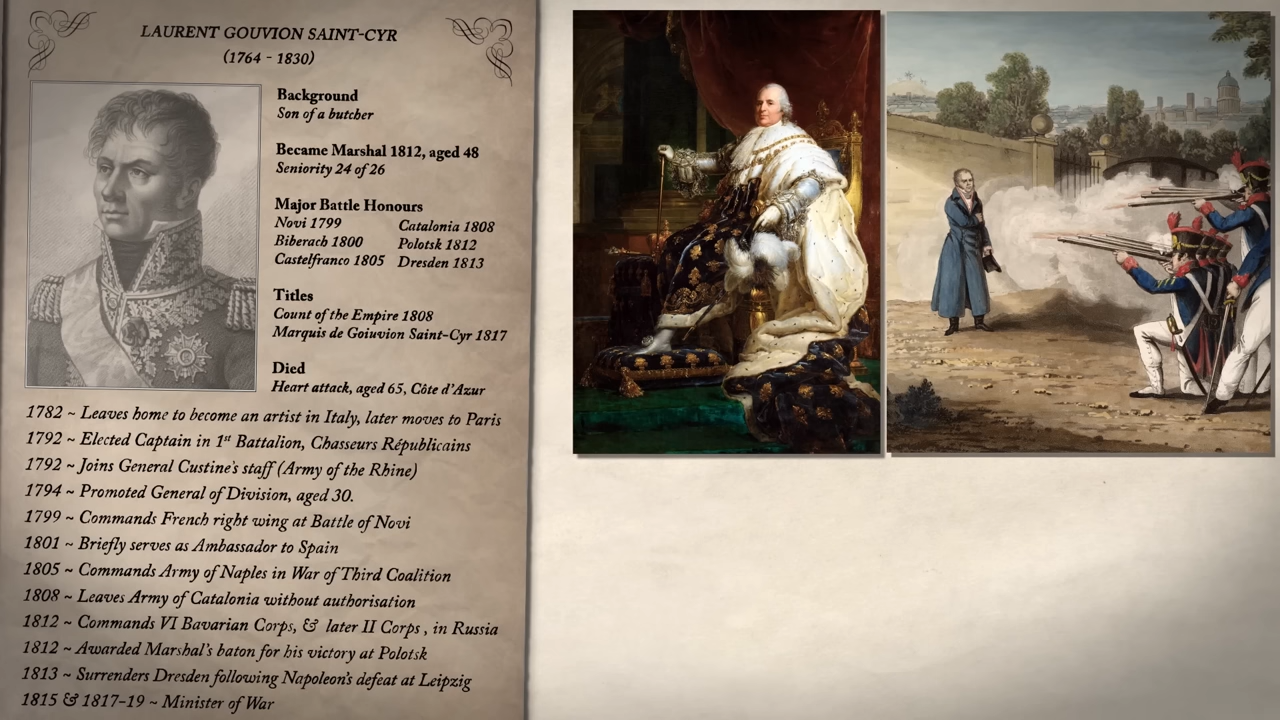 LAURENT GOUVION SAINT-CYR
(1764 - 1830)
Background
Son of a butcher
Became Marshal 1812, aged 48
Seniority 24 of 26
Major Battle Honours
Novi 1799 Catalonia 1808
Biberach 1800 Polotsk 1812
Castelfranco 1805 Dresden 1813
Titles
Count of the Empire 1808
Marquis de Goiuvion Saint-Cyr 1817
Died
Heart attack, aged 65, Côte d'Azur
1782 ~ Leaves home to become an artist in Italy, later moves to Paris
1792 ~ Elected Captain in 1st Battalion, Chasseurs Républicains
1792 ~ Joins General Custine's staff (Army of the Rhine)
1794 ~ Promoted General of Division, aged 30.
1799 ~ Commands French right wing at Battle of Novi
1801 ~ Briefly serves as Ambassador to Spain
1805 ~ Commands Army of Naples in War of Third Coalition
1808 ~ Leaves Army of Catalonia without authorisation
1812 ~ Commands VI Bavarian Corps, & later II Corps , in Russia
1812 ~ Awarded Marshal's baton for his victory at Polotsk
1813 ~ Surrenders Dresden following Napoleon's defeat at Leipzig
1815 & 1817-19 ~ Minister of War